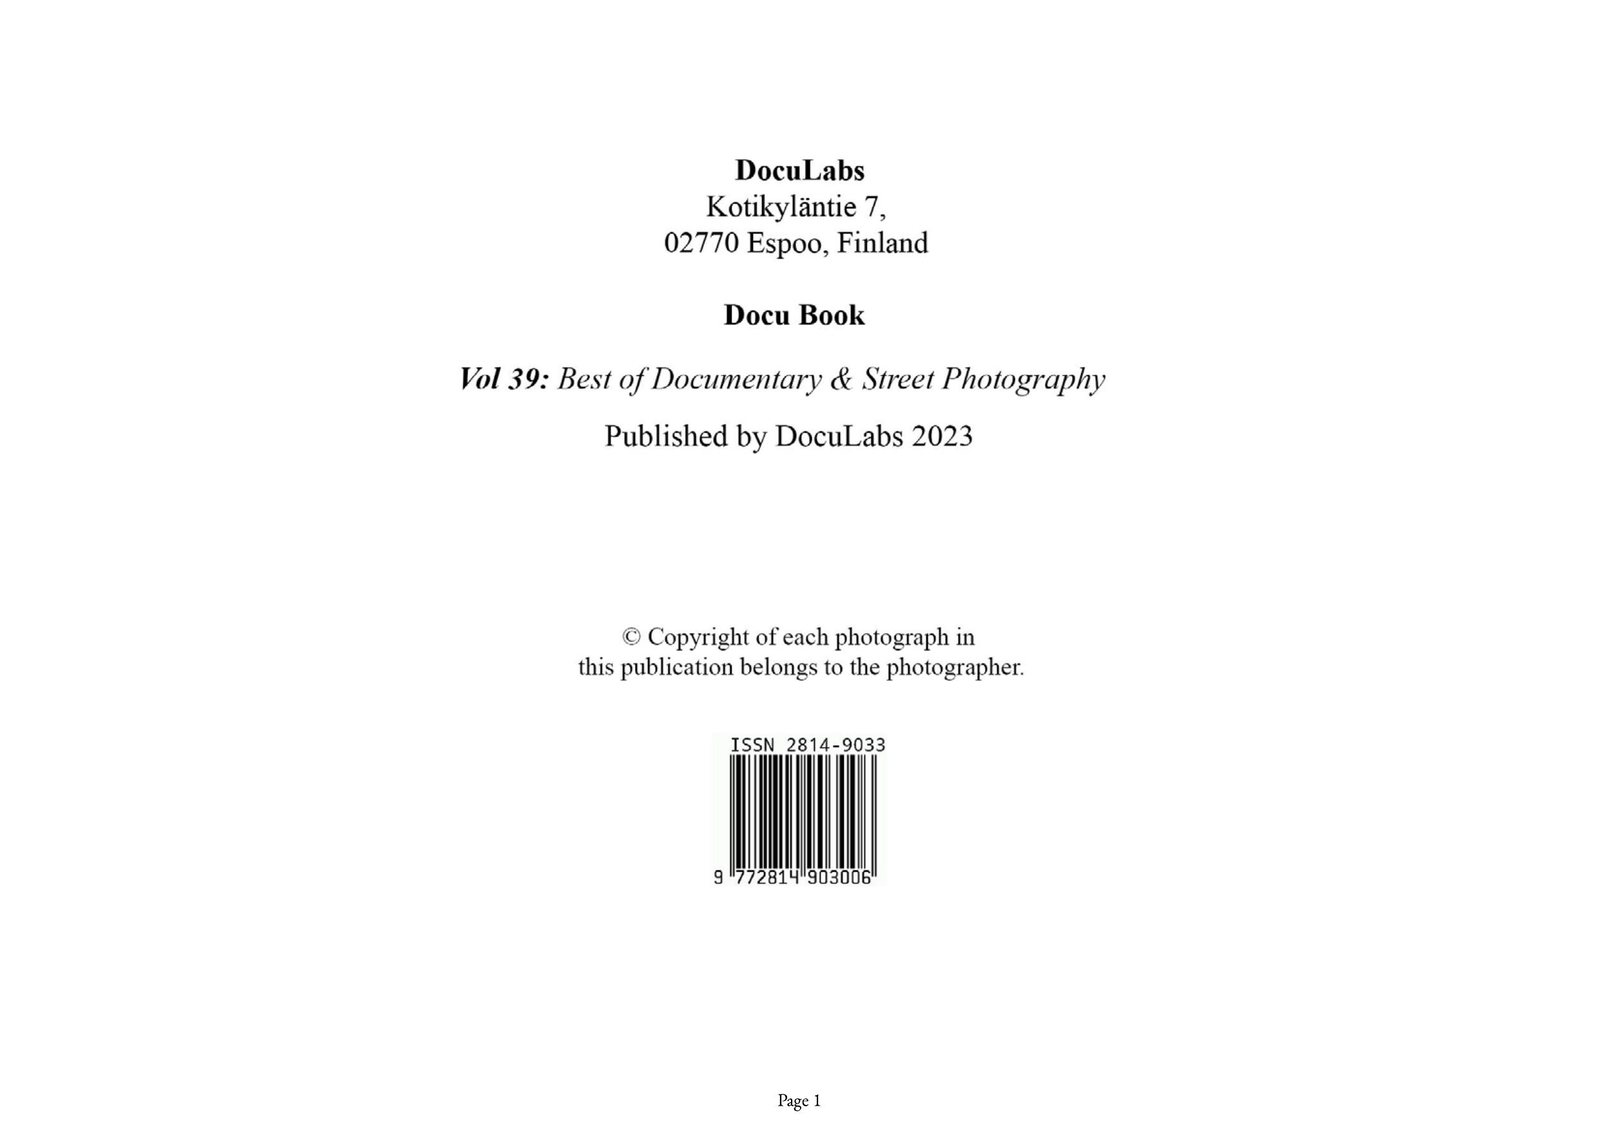 DocuLabs
Kotikyläntie 7,
02770 Espoo, Finland
Docu Book
Vol 39: Best of Documentary & Street Photography
Published by DocuLabs 2023
© Copyright of each photograph in
this publication belongs to the photographer.
ISSN 2814-9033
9 772814 903006
Page 1